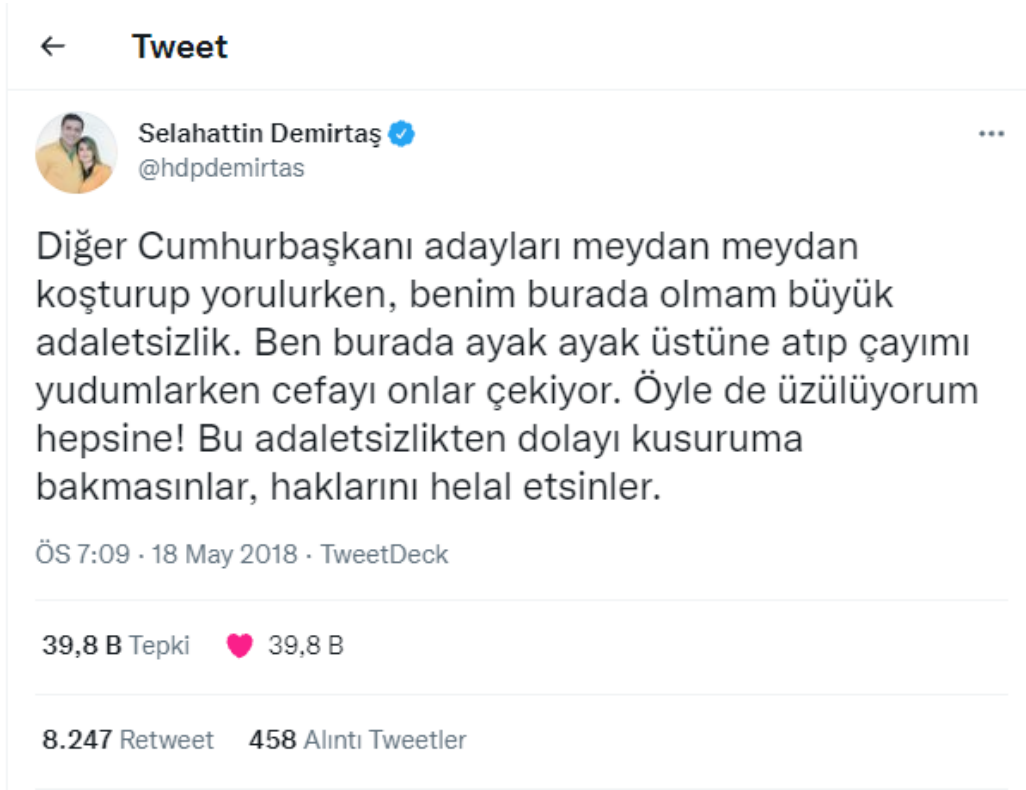 Tweet
Selahattin Demirtaş
@hdpdemirtas
Diğer Cumhurbaşkanı adayları meydan meydan
koşturup yorulurken, benim burada olmam büyük
adaletsizlik. Ben burada ayak ayak üstüne atıp çayımı
yudumlarken cefayı onlar çekiyor. Öyle de üzülüyorum
hepsine! Bu adaletsizlikten dolayı kusuruma
bakmasınlar, haklarını helal etsinler.
ÖS 7:09 · 18 May 2018 · TweetDeck
39,8 B Tepki 39,8 B
8.247 Retweet 458 Alıntı Tweetler